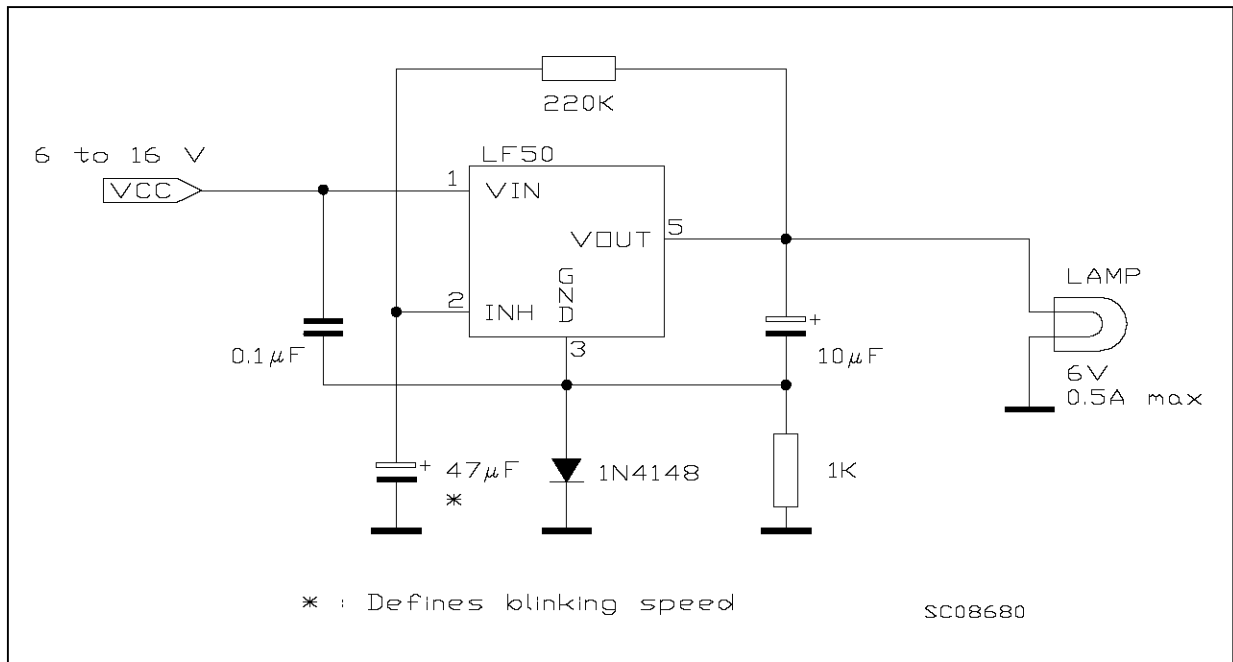 220K
6 to 16 V
LF50
VCC
1
VIN
VOUT
5
GND
LAMP
2
INH
3
0.1µF
10µF
6V
0.5A max
+
+
47µF
*
1N4148
1K
* : Defines blinking speed
SC08680